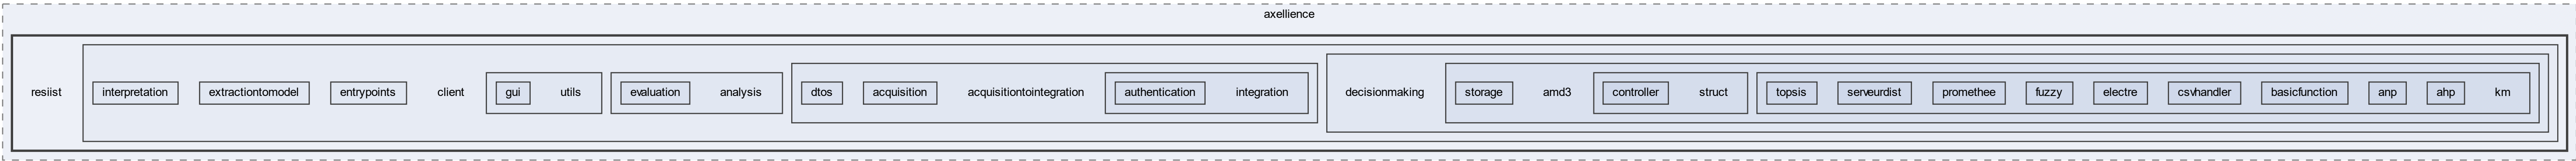 axellience
resiist
interpretation
extractiontomodel
entrypoints
client
gui
utils
evaluation
analysis
dtos
acquisition
acquisitiontointegration
authentication
integration
decisionmaking
storage
amd3
controller
struct
topsis
serveurdist
promethee
fuzzy
electre
csvhandler
basicfunction
anp
ahp
km